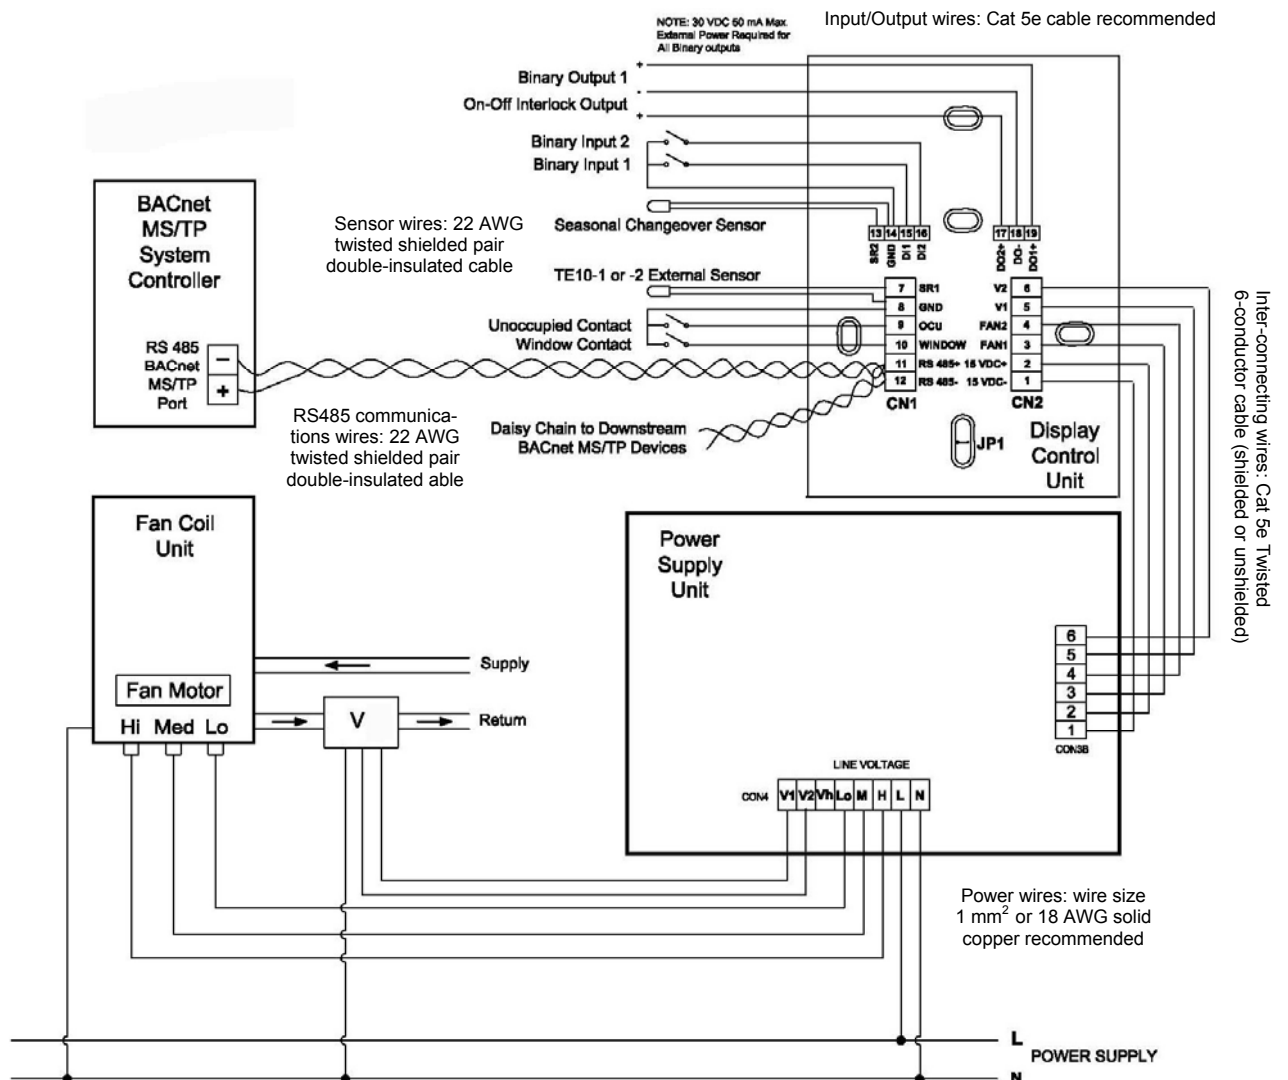 NOTE: 30 VDC 50 mA Max.
External Power Required for
All Binary outputs
Input/Output wires: Cat 5e cable recommended
Binary Output 1
+
-
On-Off Interlock Output
+
Binary Input 2
Binary Input 1
Seasonal Changeover Sensor
Sensor wires: 22 AWG
twisted shielded pair
double-insulated cable
TE10-1 or -2 External Sensor
Unoccupied Contact
Window Contact
BACnet
MS/TP
System
Controller
RS 485
BACnet
MS/TP
Port
–
+
RS485 communica-
tions wires: 22 AWG
twisted shielded pair
double-insulated able
Daisy Chain to Downstream
BACnet MS/TP Devices
13 14 15 16
SR2 GND DI1 DI2
17 18 19
DO2+ DO- DO1+
7 SR1
8 GND
9 OCU
10 WINDOW
11 RS 485+
12 RS 485-
CN1
V2 6
V1 5
FAN2 4
FAN1 3
15 VDC+ 2
15 VDC- 1
CN2
JP1
Display
Control
Unit
Inter-connecting wires: Cat 5e Twisted
6-conductor cable (shielded or unshielded)
Fan Coil
Unit
Fan Motor
Hi Med Lo
Supply
V
Return
Power
Supply
Unit
6
5
4
3
2
1
CON3B
LINE VOLTAGE
CON4 V1 V2 Vh Lo M H L N
Power wires: wire size
1 mm² or 18 AWG solid
copper recommended
L
POWER SUPPLY
N